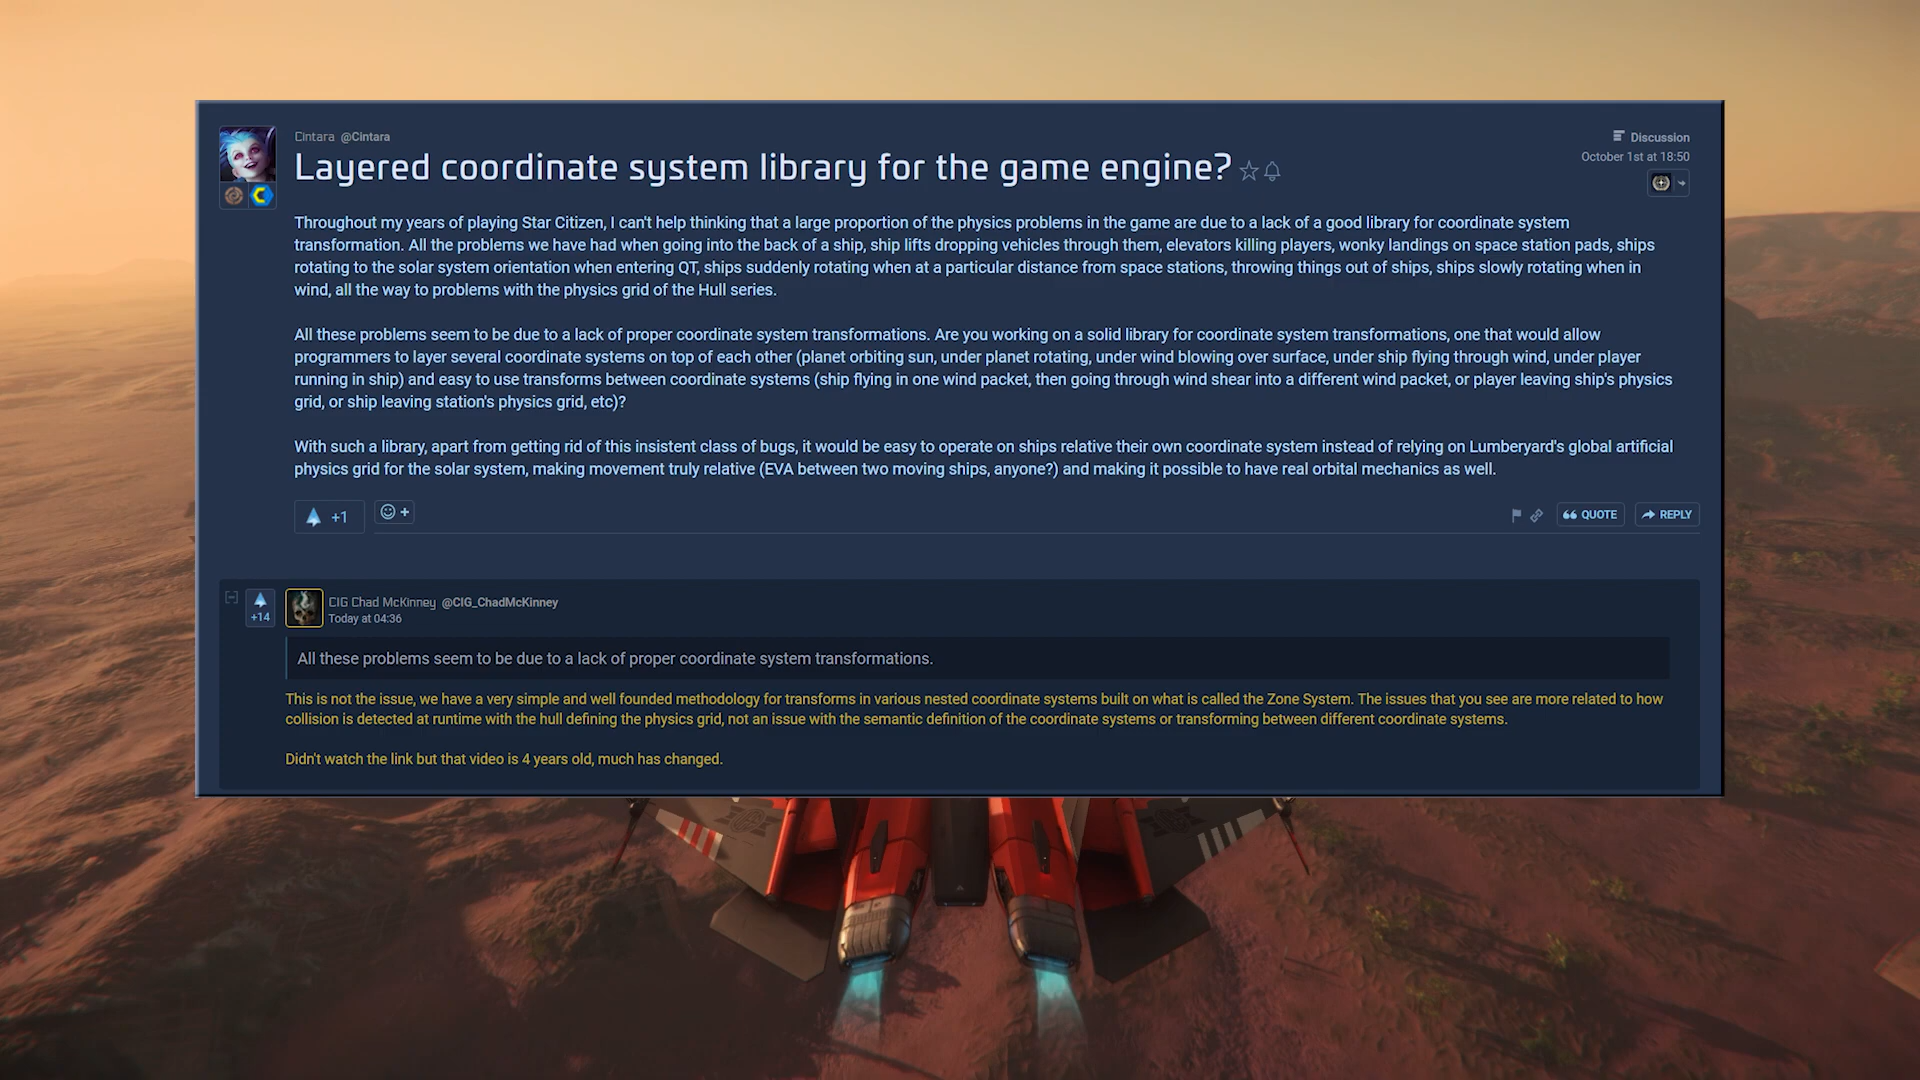 Cintara @Cintara
Discussion
Layered coordinate system library for the game engine?
October 1st at 18:50
Throughout my years of playing Star Citizen, I can't help thinking that a large proportion of the physics problems in the game are due to a lack of a good library for coordinate system
transformation. All the problems we have had when going into the back of a ship, ship lifts dropping vehicles through them, elevators killing players, wonky landings on space station pads, ships
rotating to the solar system orientation when entering QT, ships suddenly rotating when at a particular distance from space stations, throwing things out of ships, ships slowly rotating when in
wind, all the way to problems with the physics grid of the Hull series.
All these problems seem to be due to a lack of proper coordinate system transformations. Are you working on a solid library for coordinate system transformations, one that would allow
programmers to layer several coordinate systems on top of each other (planet orbiting sun, under planet rotating, under wind blowing over surface, under ship flying through wind, under player
running in ship) and easy to use transforms between coordinate systems (ship flying in one wind packet, then going through wind shear into a different wind packet, or player leaving ship's physics
grid, or ship leaving station's physics grid, etc)?
With such a library, apart from getting rid of this insistent class of bugs, it would be easy to operate on ships relative their own coordinate system instead of relying on Lumberyard's global artificial
physics grid for the solar system, making movement truly relative (EVA between two moving ships, anyone?) and making it possible to have real orbital mechanics as well.
+1
+
QUOTE
REPLY
[-]
+14
CIG Chad McKinney @CIG_ChadMcKinney
Today at 04:36
All these problems seem to be due to a lack of proper coordinate system transformations.
This is not the issue, we have a very simple and well founded methodology for transforms in various nested coordinate systems built on what is called the Zone System. The issues that you see are more related to how
collision is detected at runtime with the hull defining the physics grid, not an issue with the semantic definition of the coordinate systems or transforming between different coordinate systems.
Didn't watch the link but that video is 4 years old, much has changed.